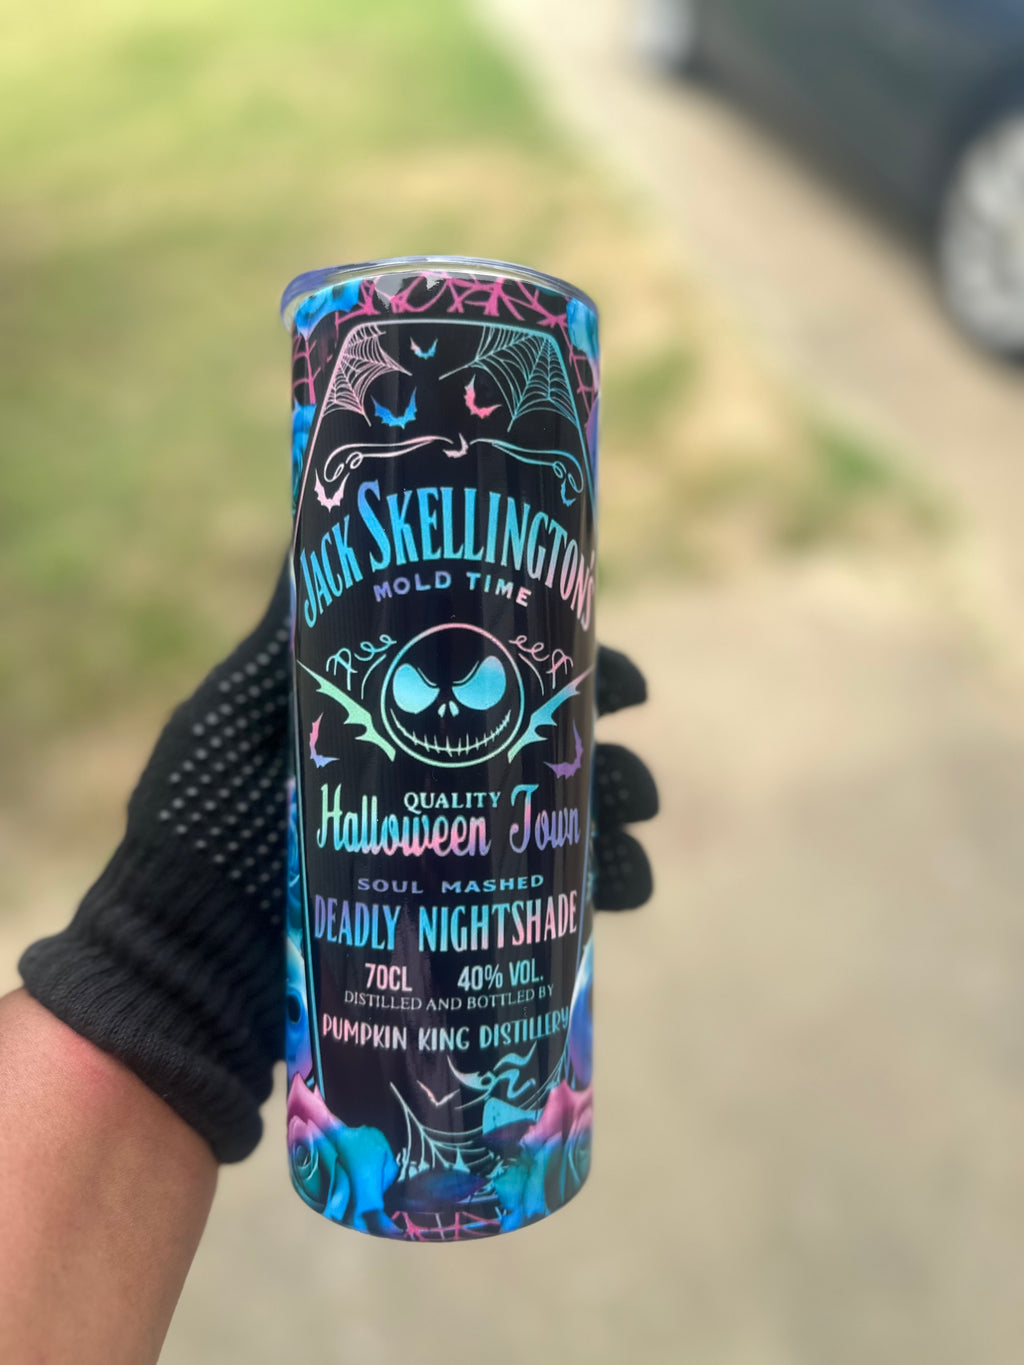 JACK SKELLINGTON'S
MOLD TIME
QUALITY
Halloween Town
SOUL MASHED
DEADLY NIGHTSHADE
70CL 40% VOL.
DISTILLED AND BOTTLED BY
PUMPKIN KING DISTILLERY